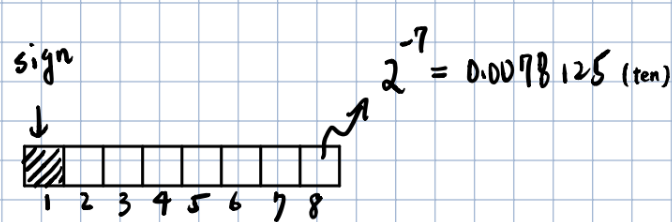 sign
2⁻⁷ = 0.0078125 (ten)
1 2 3 4 5 6 7 8